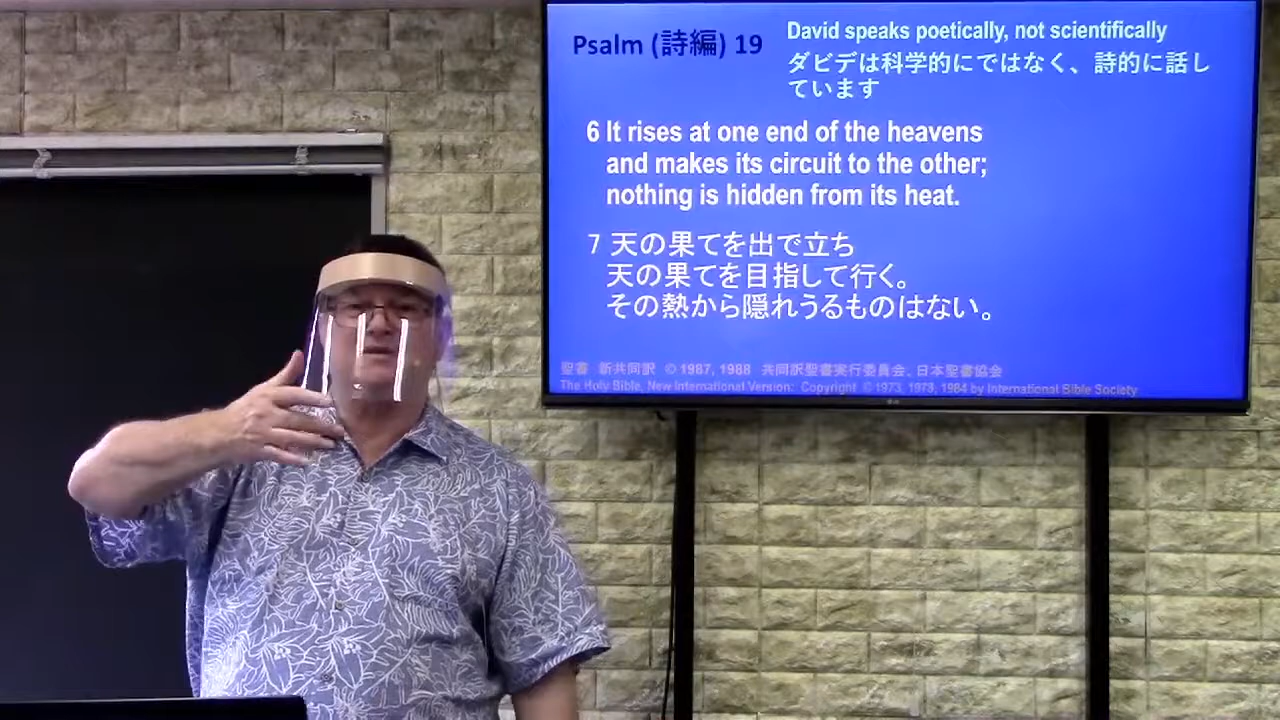 Psalm (詩編) 19
David speaks poetically, not scientifically
ダビデは科学的にではなく、詩的に話し
ています
6 It rises at one end of the heavens
and makes its circuit to the other;
nothing is hidden from its heat.
7 天の果てを出で立ち
天の果てを目指して行く。
その熱から隠れうるものはない。
聖書 新共同訳 © 1987, 1988 共同訳聖書実行委員会、日本聖書協会
The Holy Bible, New International Version: Copyright © 1973, 1978, 1984 by International Bible Society